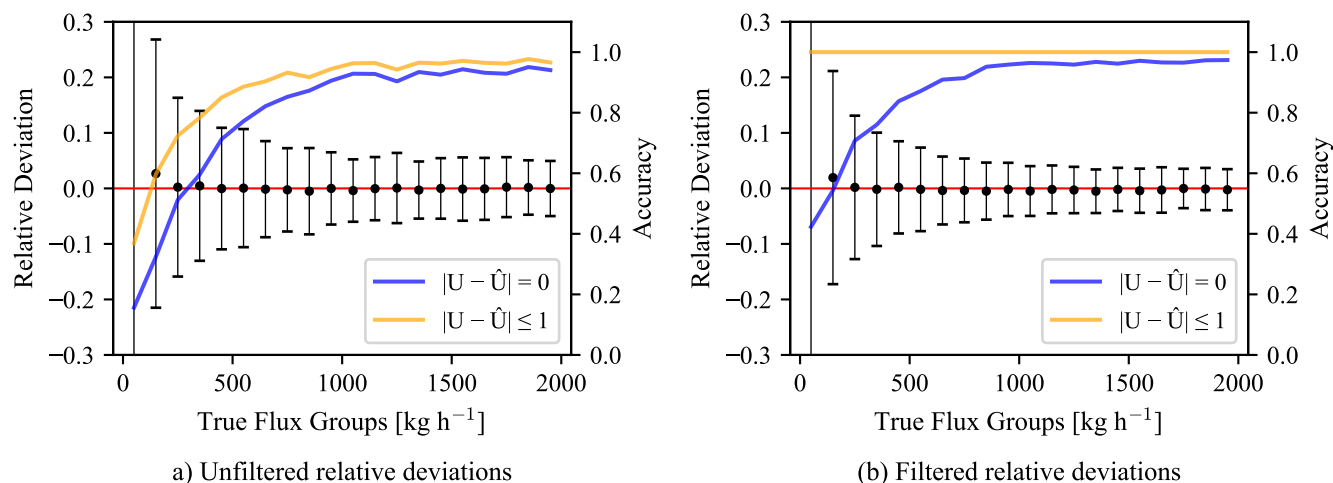 0.3
0.2
0.1
0.0
−0.1
−0.2
−0.3
Relative Deviation
1.0
0.8
0.6
0.4
0.2
0.0
Accuracy
|U − Û| = 0
|U − Û| ≤ 1
0 500 1000 1500 2000
True Flux Groups [kg h⁻¹]
a) Unfiltered relative deviations
0.3
0.2
0.1
0.0
−0.1
−0.2
−0.3
Relative Deviation
1.0
0.8
0.6
0.4
0.2
0.0
Accuracy
|U − Û| = 0
|U − Û| ≤ 1
0 500 1000 1500 2000
True Flux Groups [kg h⁻¹]
(b) Filtered relative deviations